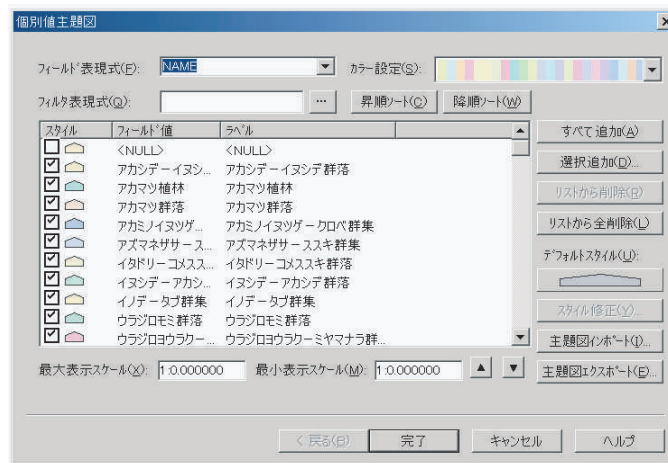 個別値主題図
フィールド表現式(F): NAME カラー設定(S):
フィルタ表現式(Q): ... 昇順ソート(C) 降順ソート(W)
スタイル フィールド値 ラベル
<NULL> <NULL>
アカシデーイヌシ... アカシデーイヌシデ群落
アカマツ植林 アカマツ植林
アカマツ群落 アカマツ群落
アカミノイヌツゲ... アカミノイヌツゲークロベ群集
アズマネザサース... アズマネザサーススキ群集
イタドリーコメスス... イタドリーコメススキ群落
イヌシデーアカシ... イヌシデーアカシデ群落
イノデータブ群集 イノデータブ群集
ウラジロモミ群落 ウラジロモミ群落
ウラジロヨウラクー... ウラジロヨウラクーミヤマナラ群...
すべて追加(A)
選択追加(D)...
リストから削除(R)
リストから全削除(L)
デフォルトスタイル(U):
スタイル修正(Y)...
主題図インポート(I)...
主題図エクスポート(E)...
最大表示スケール(X): 1:0.000000 最小表示スケール(M): 1:0.000000
< 戻る(B) 完了 キャンセル ヘルプ